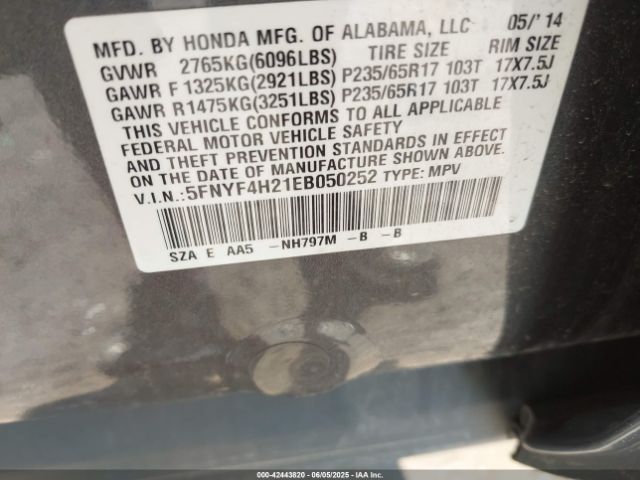 MFD. BY HONDA MFG. OF ALABAMA, LLC 05/'14
GVWR 2765KG(6096LBS) TIRE SIZE RIM SIZE
GAWR F 1325KG(2921LBS) P235/65R17 103T 17X7.5J
GAWR R1475KG(3251LBS) P235/65R17 103T 17X7.5J
THIS VEHICLE CONFORMS TO ALL APPLICABLE
FEDERAL MOTOR VEHICLE SAFETY
AND THEFT PREVENTION STANDARDS IN EFFECT
ON THE DATE OF MANUFACTURE SHOWN ABOVE.
V.I.N.:5FNYF4H21EB050252 TYPE: MPV
SZA E AA5 -NH797M -B -B
000-42443820 - 06/05/2025 - IAAI.com